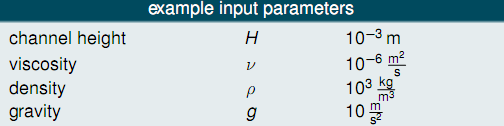 example input parameters
channel height H 10⁻³ m
viscosity ν 10⁻⁶ m²/s
density ρ 10³ kg/m³
gravity g 10 m/s²